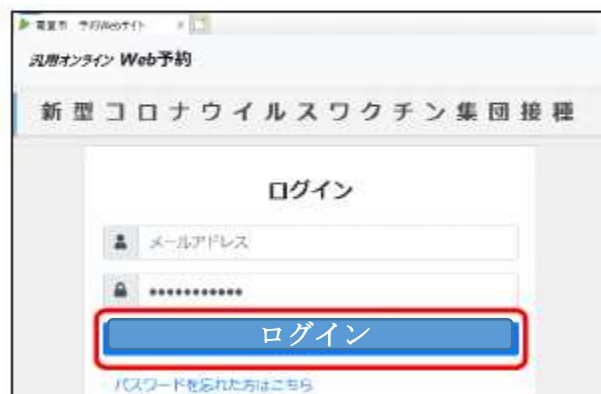 予約Webサイト
汎用オンライン Web予約
新型コロナウイルスワクチン集団接種
ログイン
メールアドレス
ログイン
パスワードを忘れた方はこちら